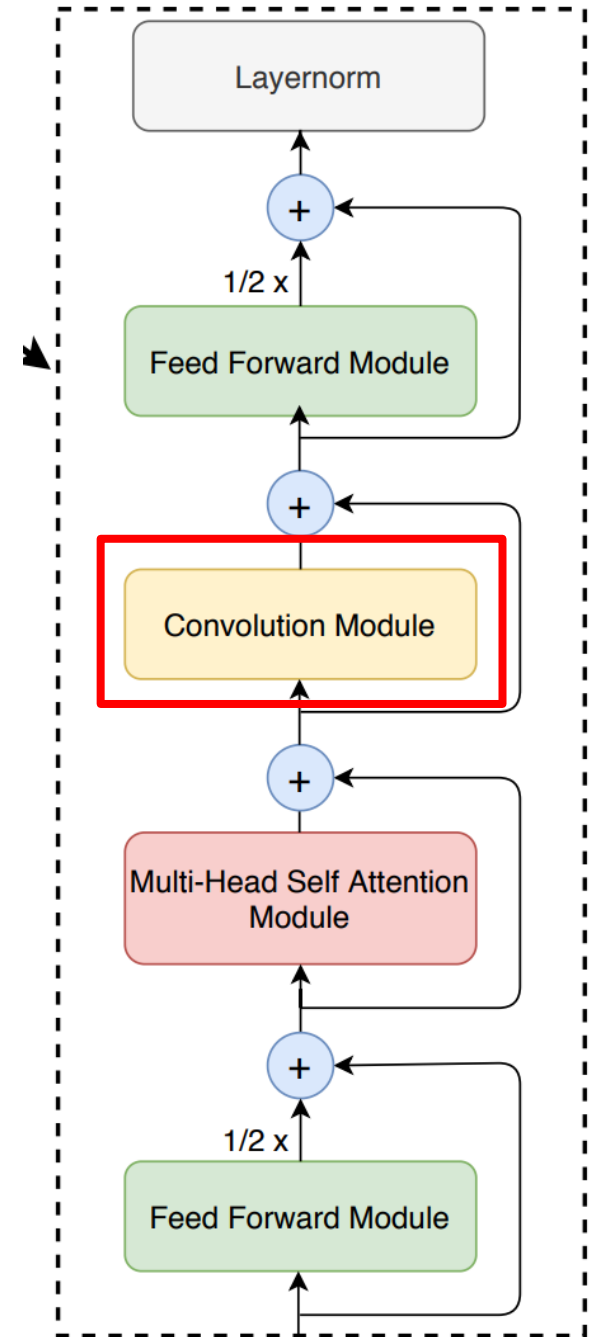 Layernorm
+
1/2 x
Feed Forward Module
+
Convolution Module
+
Multi-Head Self Attention
Module
+
1/2 x
Feed Forward Module